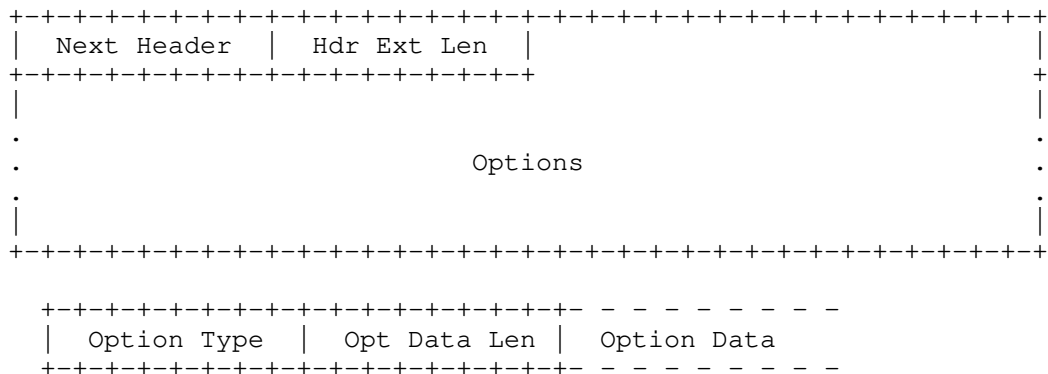 +-+-+-+-+-+-+-+-+-+-+-+-+-+-+-+-+-+-+-+-+-+-+-+-+-+-+-+-+-+-+-+-+
|  Next Header  |  Hdr Ext Len  |                               |
+-+-+-+-+-+-+-+-+-+-+-+-+-+-+-+-+                               +
|                                                               |
.                                                               .
.                            Options                            .
.                                                               .
|                                                               |
+-+-+-+-+-+-+-+-+-+-+-+-+-+-+-+-+-+-+-+-+-+-+-+-+-+-+-+-+-+-+-+-+
+-+-+-+-+-+-+-+-+-+-+-+-+-+-+-+-+- - - - - - - - -
|  Option Type  |  Opt Data Len |  Option Data
+-+-+-+-+-+-+-+-+-+-+-+-+-+-+-+-+- - - - - - - - -